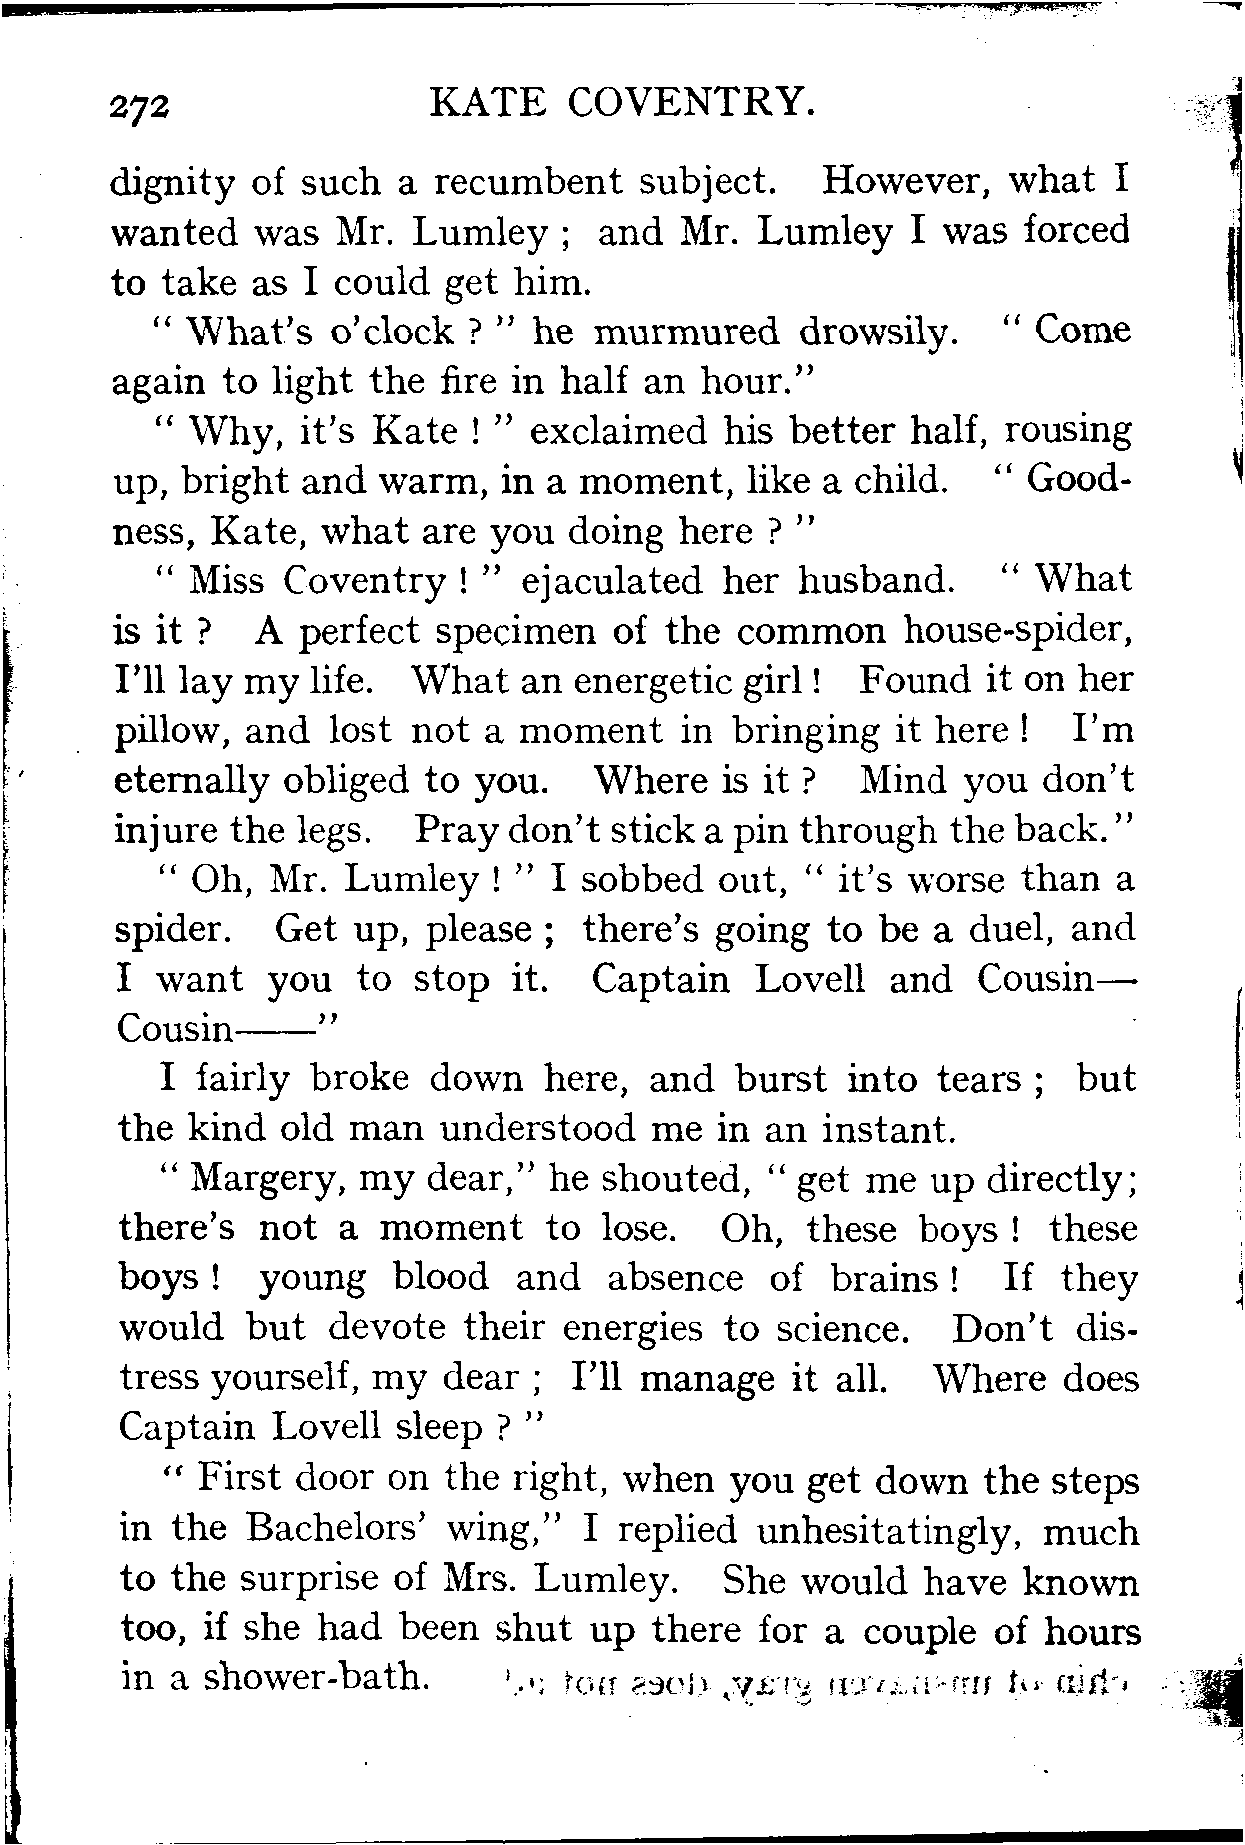 272 KATE COVENTRY.
dignity of such a recumbent subject. However, what I
wanted was Mr. Lumley ; and Mr. Lumley I was forced
to take as I could get him.
" What's o'clock ? " he murmured drowsily. " Come
again to light the fire in half an hour."
" Why, it's Kate ! " exclaimed his better half, rousing
up, bright and warm, in a moment, like a child. " Good-
ness, Kate, what are you doing here ? "
" Miss Coventry ! " ejaculated her husband. " What
is it ? A perfect specimen of the common house-spider,
I'll lay my life. What an energetic girl ! Found it on her
pillow, and lost not a moment in bringing it here ! I'm
eternally obliged to you. Where is it ? Mind you don't
injure the legs. Pray don't stick a pin through the back."
" Oh, Mr. Lumley ! " I sobbed out, " it's worse than a
spider. Get up, please ; there's going to be a duel, and
I want you to stop it. Captain Lovell and Cousin—
Cousin——"
I fairly broke down here, and burst into tears ; but
the kind old man understood me in an instant.
" Margery, my dear," he shouted, " get me up directly;
there's not a moment to lose. Oh, these boys ! these
boys ! young blood and absence of brains ! If they
would but devote their energies to science. Don't dis-
tress yourself, my dear ; I'll manage it all. Where does
Captain Lovell sleep ? "
" First door on the right, when you get down the steps
in the Bachelors' wing," I replied unhesitatingly, much
to the surprise of Mrs. Lumley. She would have known
too, if she had been shut up there for a couple of hours
in a shower-bath.